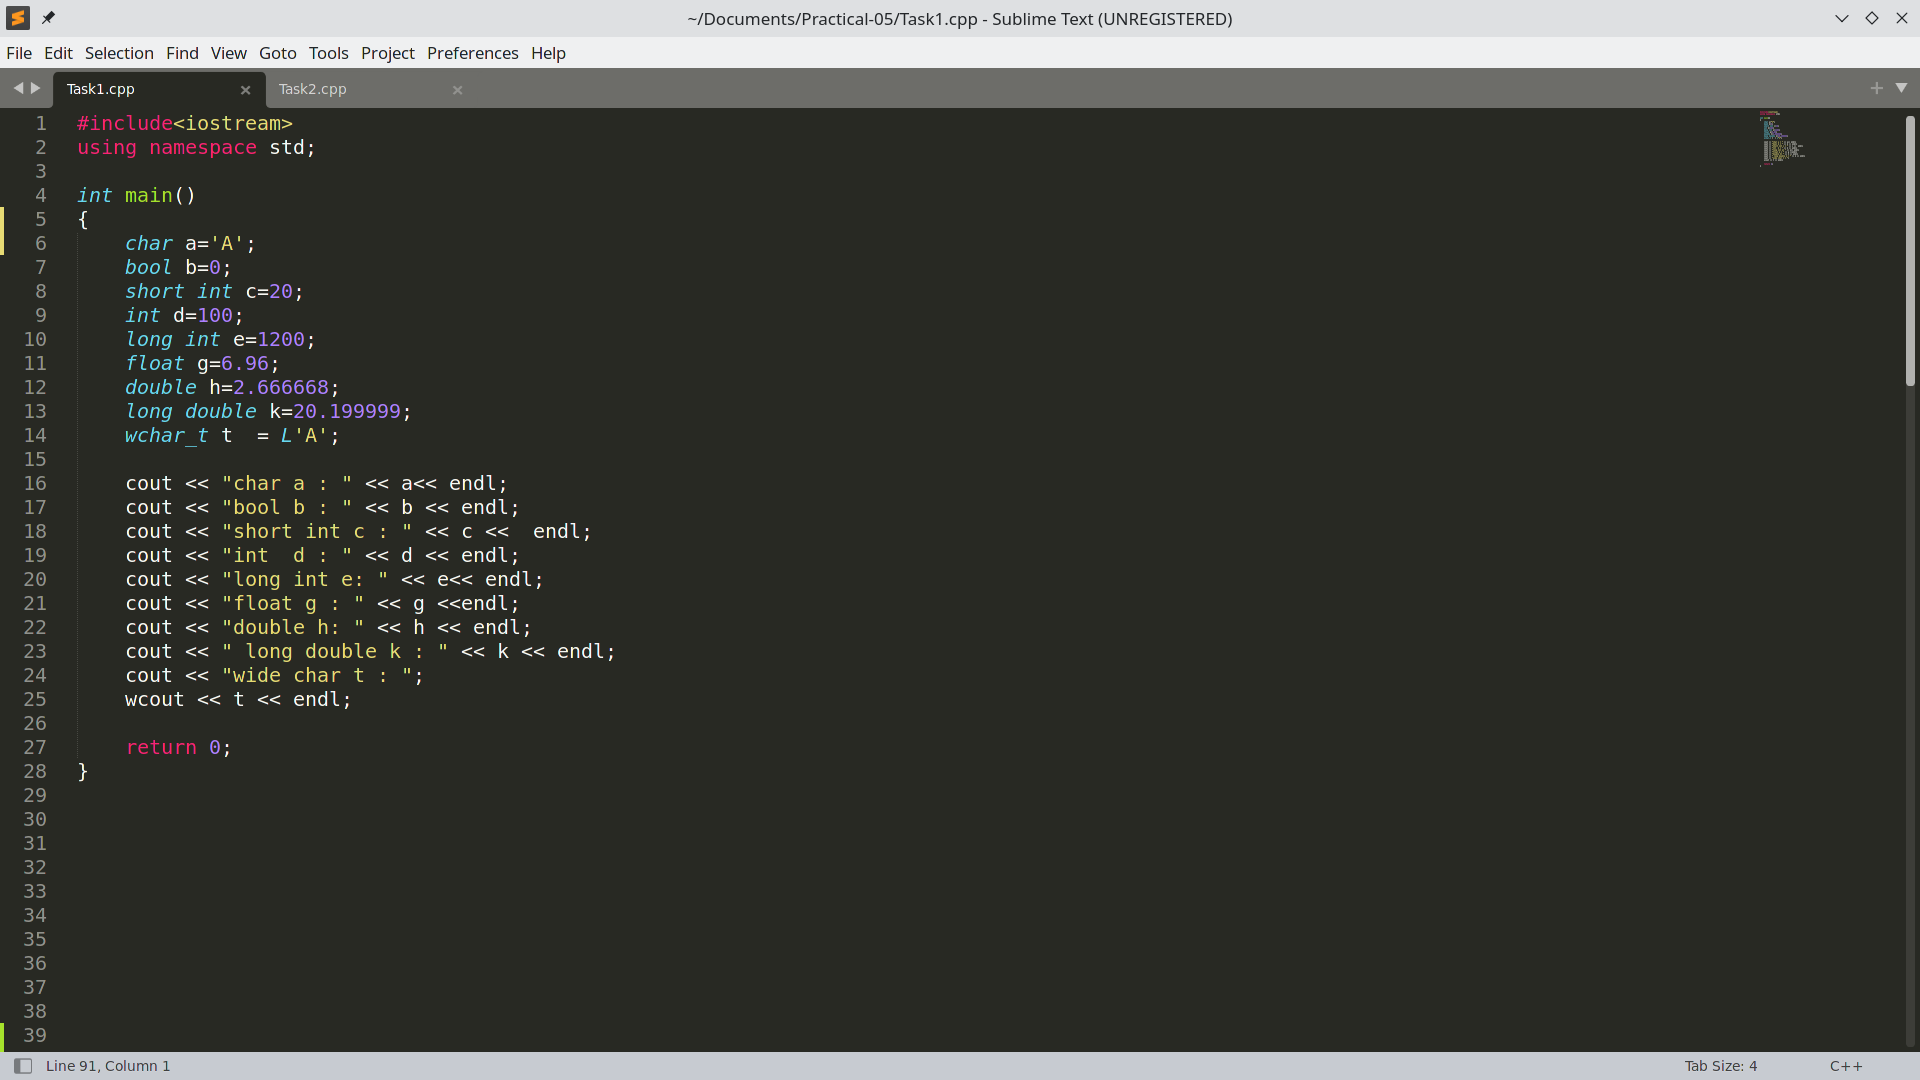 ~/Documents/Practical-05/Task1.cpp - Sublime Text (UNREGISTERED)
File Edit Selection Find View Goto Tools Project Preferences Help
Task1.cpp Task2.cpp
1 #include<iostream>
2 using namespace std;
3
4 int main()
5 {
6     char a='A';
7     bool b=0;
8     short int c=20;
9     int d=100;
10     long int e=1200;
11     float g=6.96;
12     double h=2.666668;
13     long double k=20.199999;
14     wchar_t t  = L'A';
15
16     cout << "char a : " << a<< endl;
17     cout << "bool b : " << b << endl;
18     cout << "short int c : " << c <<  endl;
19     cout << "int  d : " << d << endl;
20     cout << "long int e: " << e<< endl;
21     cout << "float g : " << g <<endl;
22     cout << "double h: " << h << endl;
23     cout << " long double k : " << k << endl;
24     cout << "wide char t : ";
25     wcout << t << endl;
26
27     return 0;
28 }
29
30
31
32
33
34
35
36
37
38
39
Line 91, Column 1 Tab Size: 4 C++